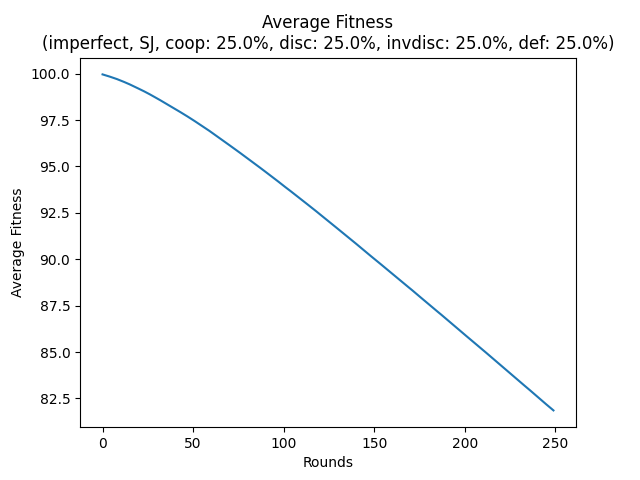 Average Fitness
(imperfect, SJ, coop: 25.0%, disc: 25.0%, invdisc: 25.0%, def: 25.0%)
100.0
97.5
95.0
92.5
90.0
87.5
85.0
82.5
Average Fitness
0 50 100 150 200 250
Rounds